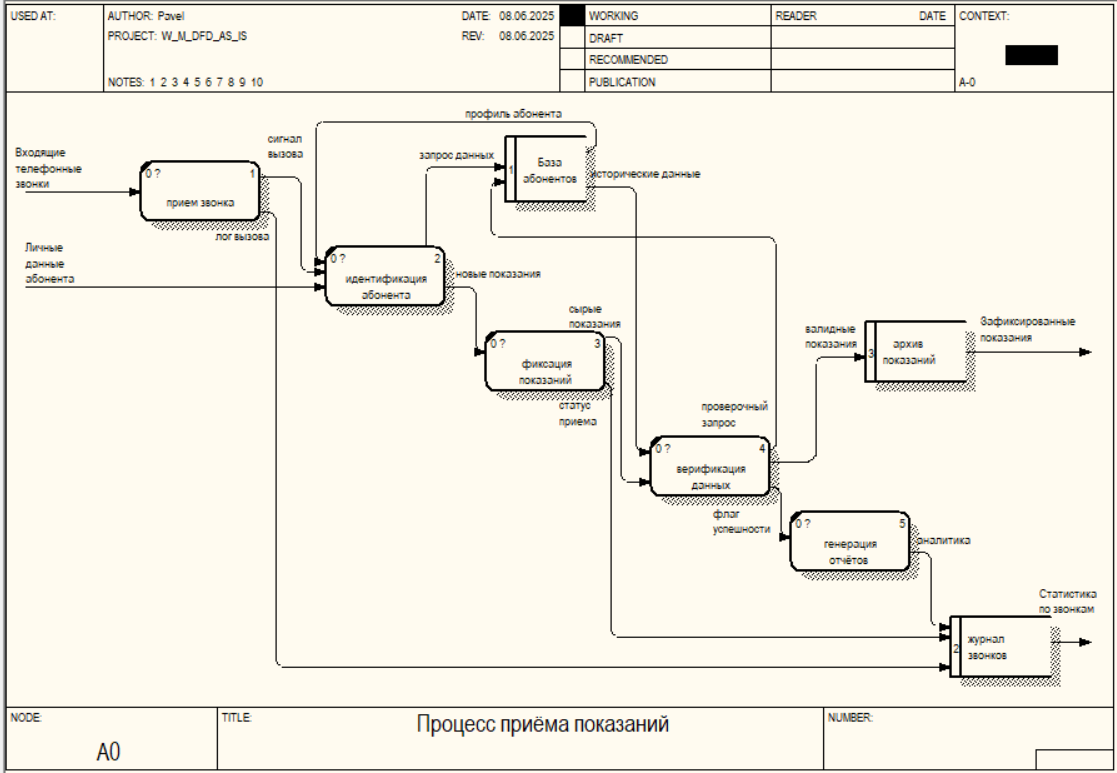 USED AT:
AUTHOR: Pavel
DATE: 08.06.2025
WORKING
READER
DATE
CONTEXT:
PROJECT: W_M_DFD_AS_IS
REV: 08.06.2025
DRAFT
RECOMMENDED
NOTES: 1 2 3 4 5 6 7 8 9 10
PUBLICATION
A-0
профиль абонента
Входящие
телефонные
звонки
сигнал
вызова
запрос данных
1
База
абонентов
исторические данные
0 ?
1
прием звонка
лог вызова
Личные
данные
абонента
0 ?
2
идентификация
абонента
новые показания
сырые
показания
0 ?
3
фиксация
показаний
статус
приема
валидные
показания
3
архив
показаний
Зафиксированные
показания
проверочный
запрос
0 ?
4
верификация
данных
флаг
успешности
0 ?
5
генерация
отчётов
аналитика
Статистика
по звонкам
2
журнал
звонков
NODE:
A0
TITLE:
Процесс приёма показаний
NUMBER: